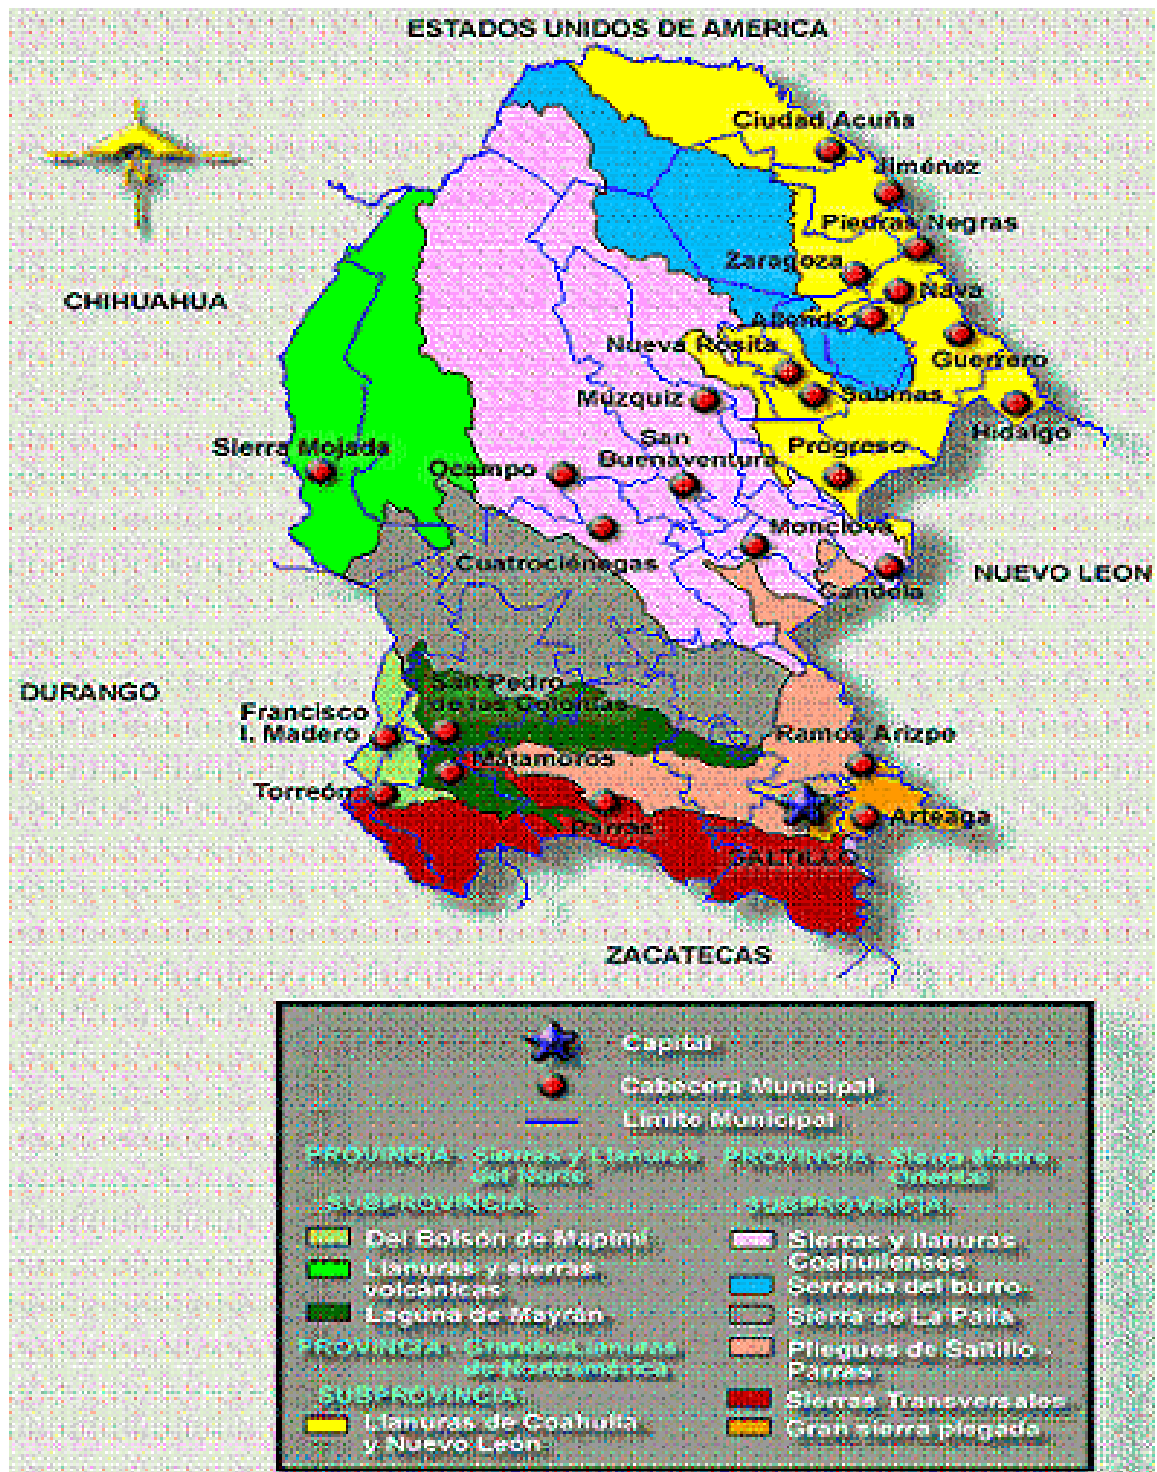 ESTADOS UNIDOS DE AMERICA
Ciudad Acuña
Jiménez
Piedras Negras
Zaragoza
Nava
CHIHUAHUA
Allende
Nueva Rosita
Guerrero
Múzquiz
Sabinas
Hidalgo
San
Buenaventura
Progreso
Sierra Mojada
Ocampo
Monclova
Cuatrociénegas
NUEVO LEON
Candela
DURANGO
San Pedro
de las Colonias
Francisco
I. Madero
Ramos Arizpe
Matamoros
Torreón
Arteaga
Parras
SALTILLO
ZACATECAS
Capital
Cabecera Municipal
Limite Municipal
PROVINCIA- Sierras y Llanuras
del Norte
SUBPROVINCIA:
Del Bolsón de Mapimí
Llanuras y sierras
volcánicas
Laguna de Mayrán
PROVINCIA- Grandes Llanuras
de Norteamérica
SUBPROVINCIA:
Llanuras de Coahuila
y Nuevo León
PROVINCIA- Sierra Madre
Oriental
SUBPROVINCIA:
Sierras y llanuras
Coahuilenses
Serranía del burro
Sierra de La Paila
Pliegues de Saltillo -
Parras
Sierras Transversales
Gran sierra plegada